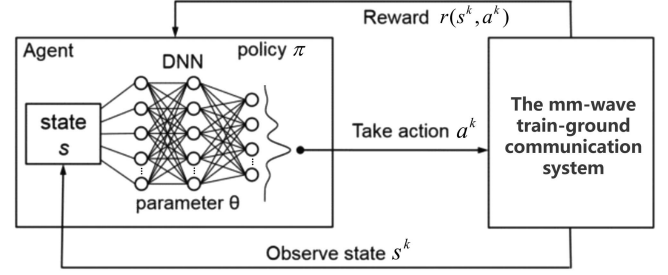 Reward r(s^k, a^k)
Agent
policy π
DNN
state
s
parameter θ
Take action a^k
The mm-wave
train-ground
communication
system
Observe state s^k